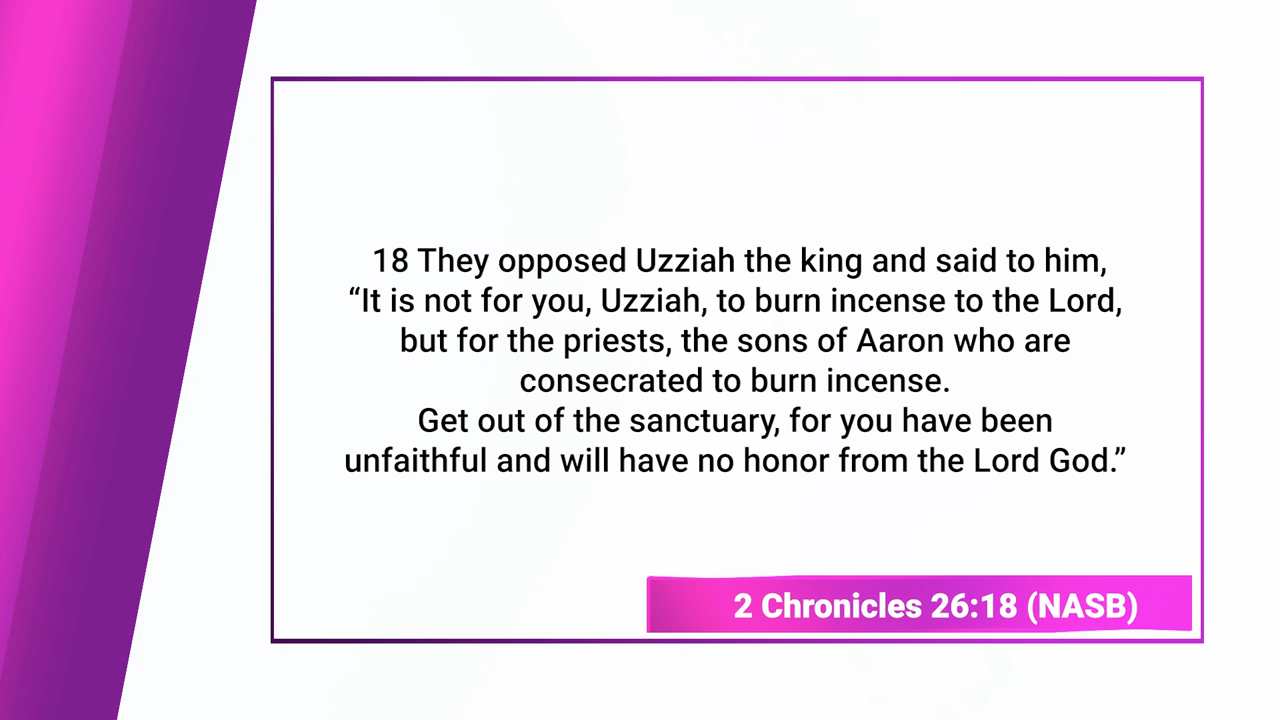 18 They opposed Uzziah the king and said to him,
“It is not for you, Uzziah, to burn incense to the Lord,
but for the priests, the sons of Aaron who are
consecrated to burn incense.
Get out of the sanctuary, for you have been
unfaithful and will have no honor from the Lord God.”
2 Chronicles 26:18 (NASB)